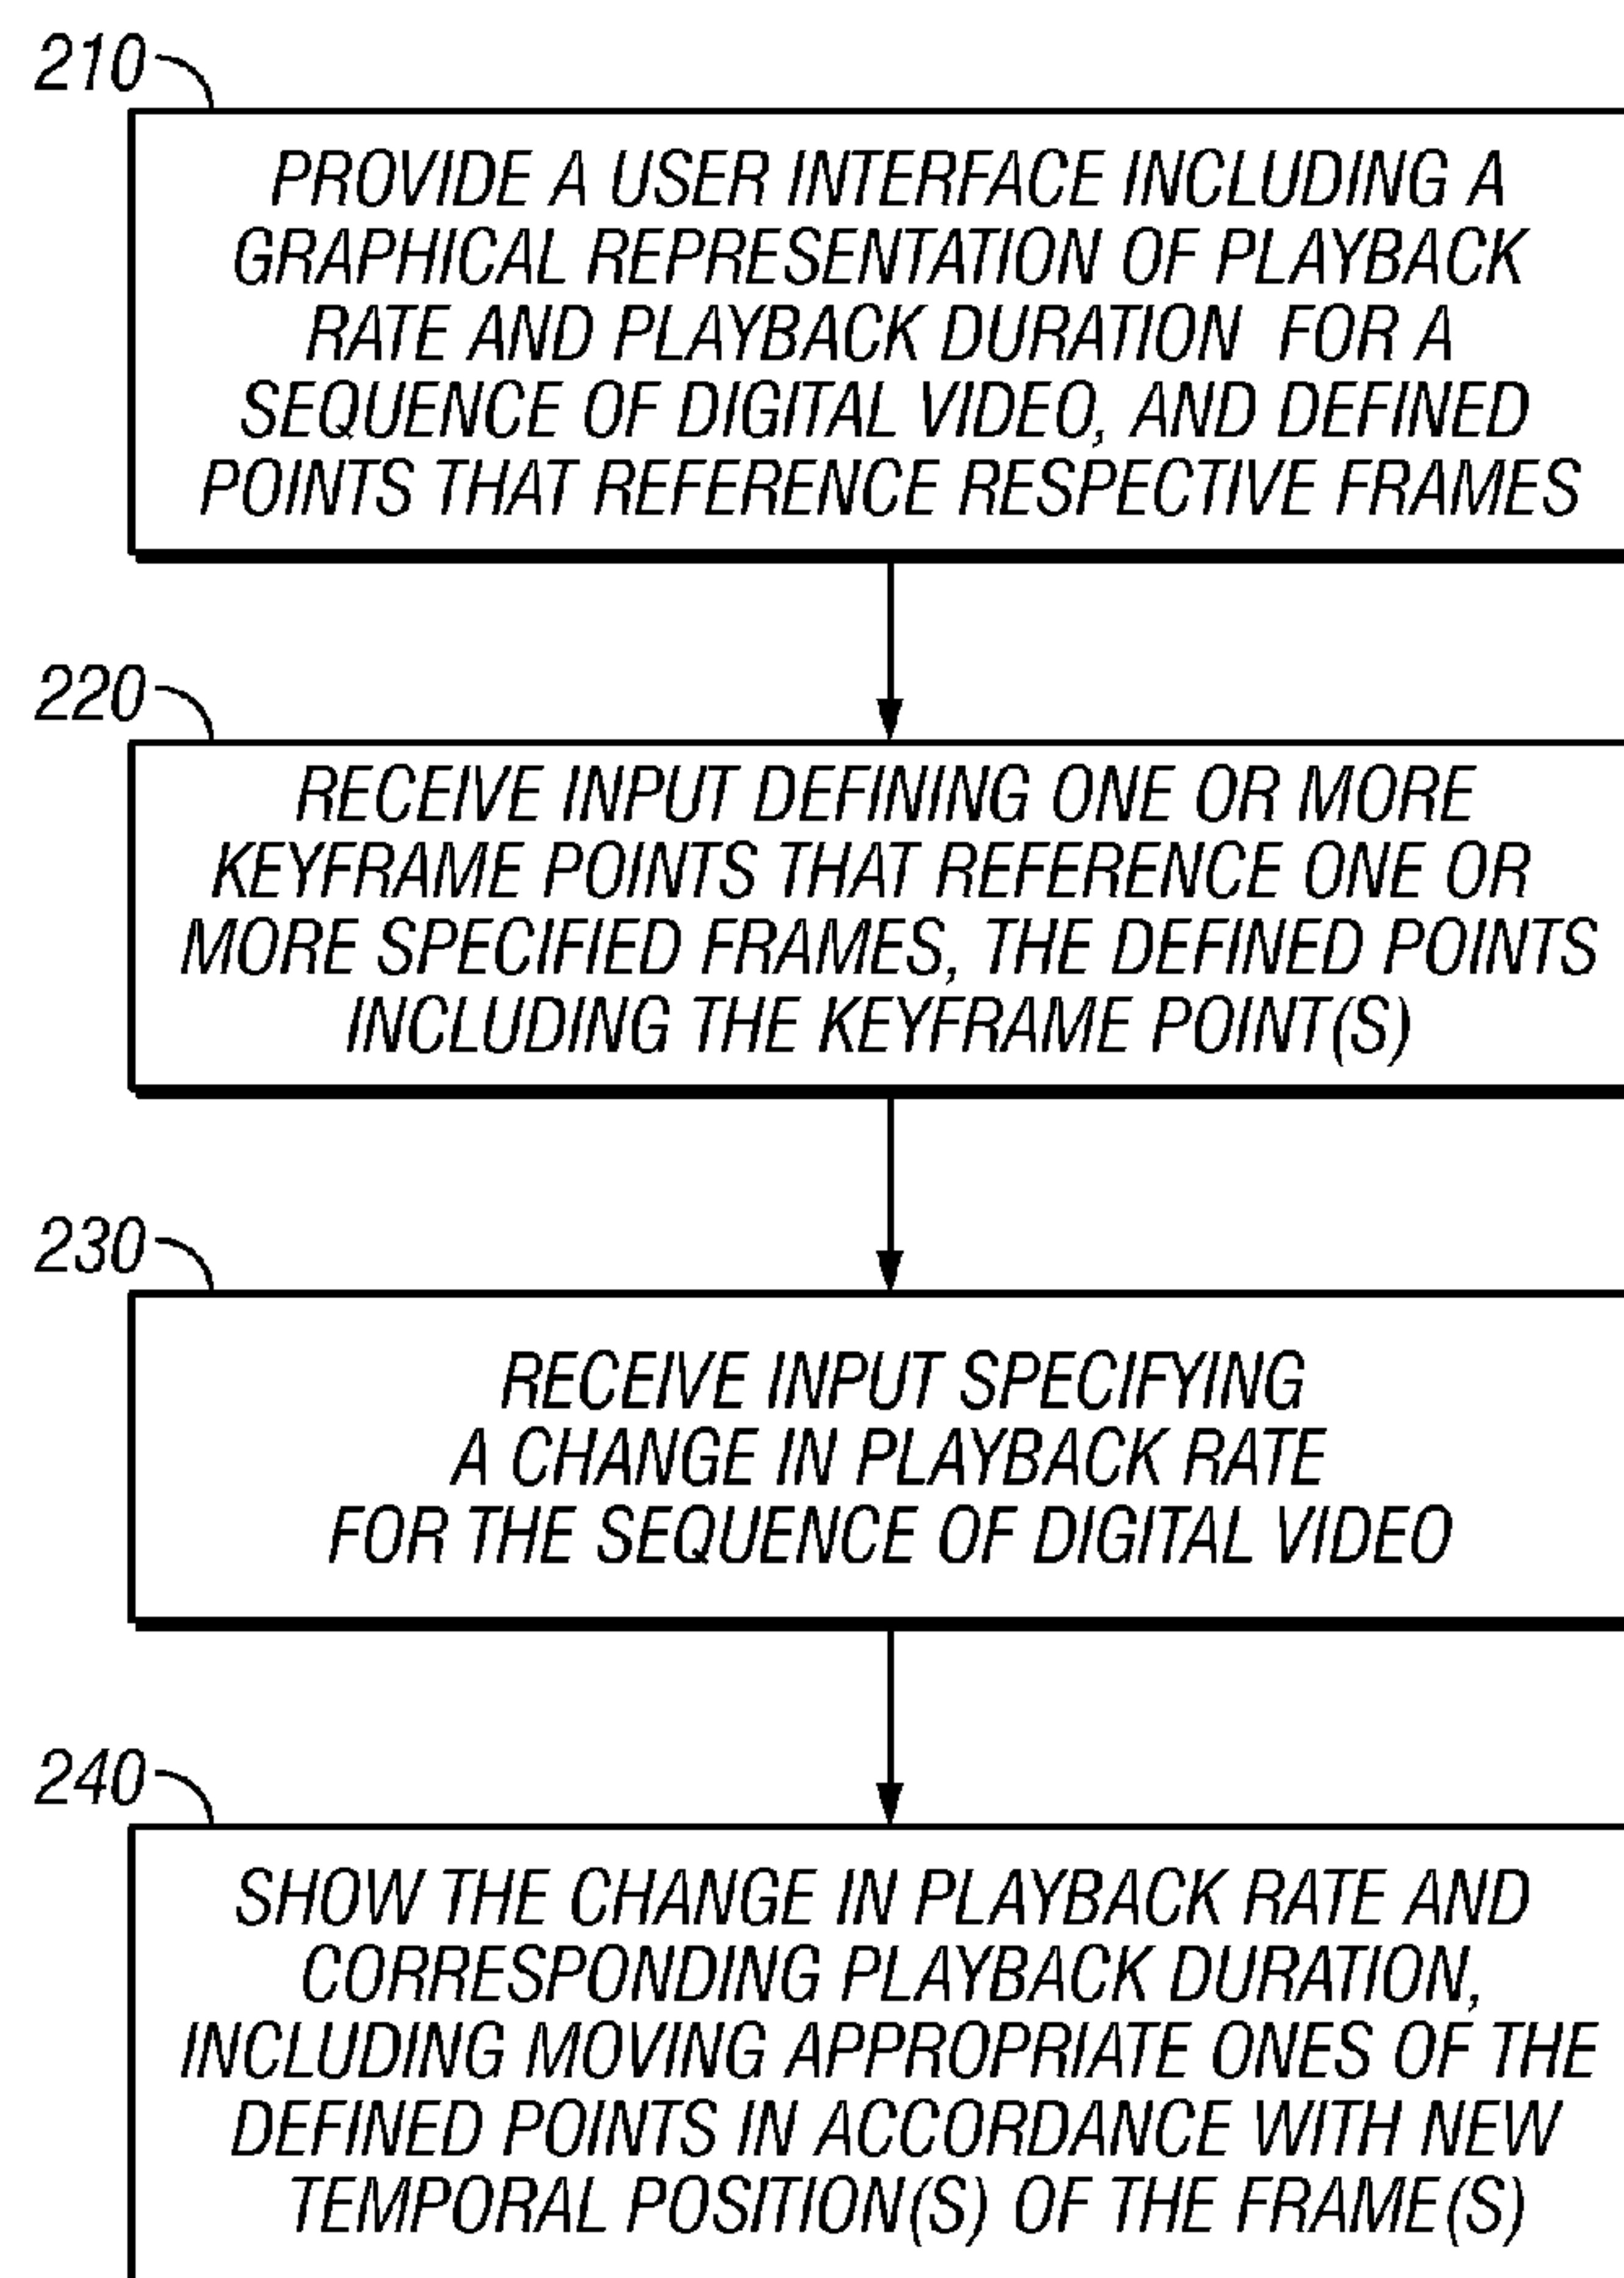 210
PROVIDE A USER INTERFACE INCLUDING A
GRAPHICAL REPRESENTATION OF PLAYBACK
RATE AND PLAYBACK DURATION FOR A
SEQUENCE OF DIGITAL VIDEO, AND DEFINED
POINTS THAT REFERENCE RESPECTIVE FRAMES
220
RECEIVE INPUT DEFINING ONE OR MORE
KEYFRAME POINTS THAT REFERENCE ONE OR
MORE SPECIFIED FRAMES, THE DEFINED POINTS
INCLUDING THE KEYFRAME POINT(S)
230
RECEIVE INPUT SPECIFYING
A CHANGE IN PLAYBACK RATE
FOR THE SEQUENCE OF DIGITAL VIDEO
240
SHOW THE CHANGE IN PLAYBACK RATE AND
CORRESPONDING PLAYBACK DURATION,
INCLUDING MOVING APPROPRIATE ONES OF THE
DEFINED POINTS IN ACCORDANCE WITH NEW
TEMPORAL POSITION(S) OF THE FRAME(S)